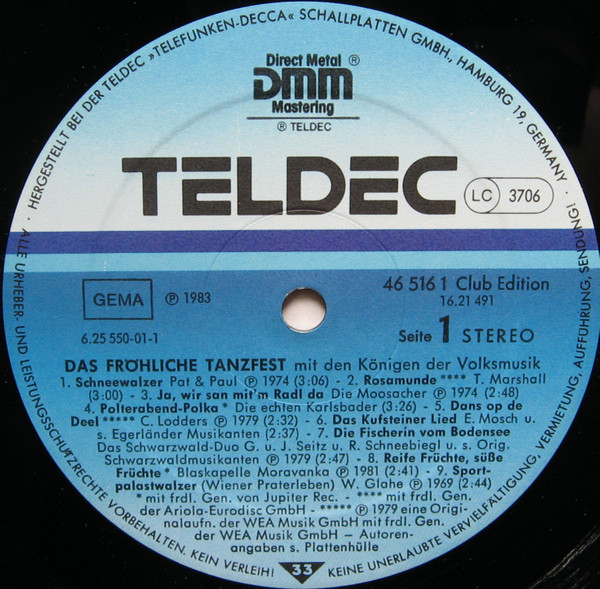 HERGESTELLT BEI DER TELDEC »TELEFUNKEN-DECCA« SCHALLPLATTEN GMBH., HAMBURG 19, GERMANY ·
Direct Metal ®
DMM
Mastering
℗ TELDEC
TELDEC
LC 3706
GEMA
℗ 1983
46 516 1 Club Edition
16.21 491
6.25 550-01-1
Seite 1 STEREO
DAS FRÖHLICHE TANZFEST mit den Königen der Volksmusik
1. Schneewalzer Pat & Paul ℗ 1974 (3:06) - 2. Rosamunde **** T. Marshall
(3:00) - 3. Ja, wir san mit'm Radl da Die Moosacher ℗ 1974 (2:48)
4. Polterabend-Polka * Die echten Karlsbader (3:26) - 5. Dans op de
Deel ***** C. Lodders ℗ 1979 (2:32) - 6. Das Kufsteiner Lied E. Mosch u.
s. Egerländer Musikanten (2:37) - 7. Die Fischerin vom Bodensee
Das Schwarzwald-Duo G. u. J. Seitz u. R. Schneebiegl u. s. Orig.
Schwarzwaldmusikanten ℗ 1979 (2:47) - 8. Reife Früchte, süße
Früchte * Blaskapelle Moravanka ℗ 1981 (2:41) - 9. Sport-
palastwalzer (Wiener Praterleben) W. Glahe ℗ 1969 (2:44)
* mit frdl. Gen. von Jupiter Rec. - **** mit frdl. Gen.
der Ariola-Eurodisc GmbH - ***** ℗ 1979 eine Origi-
nalaufn. der WEA Musik GmbH mit frdl. Gen.
der WEA Musik GmbH – Autoren-
angaben s. Plattenhülle
33
· ALLE URHEBER- UND LEISTUNGSSCHUTZRECHTE VORBEHALTEN. KEIN VERLEIH! KEINE UNERLAUBTE VERVIELFÄLTIGUNG, VERMIETUNG, AUFFÜHRUNG, SENDUNG! ·